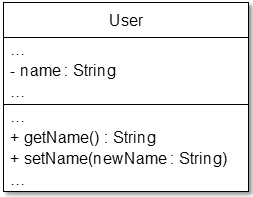 User
...
- name : String
...
...
+ getName() : String
+ setName(newName : String)
...